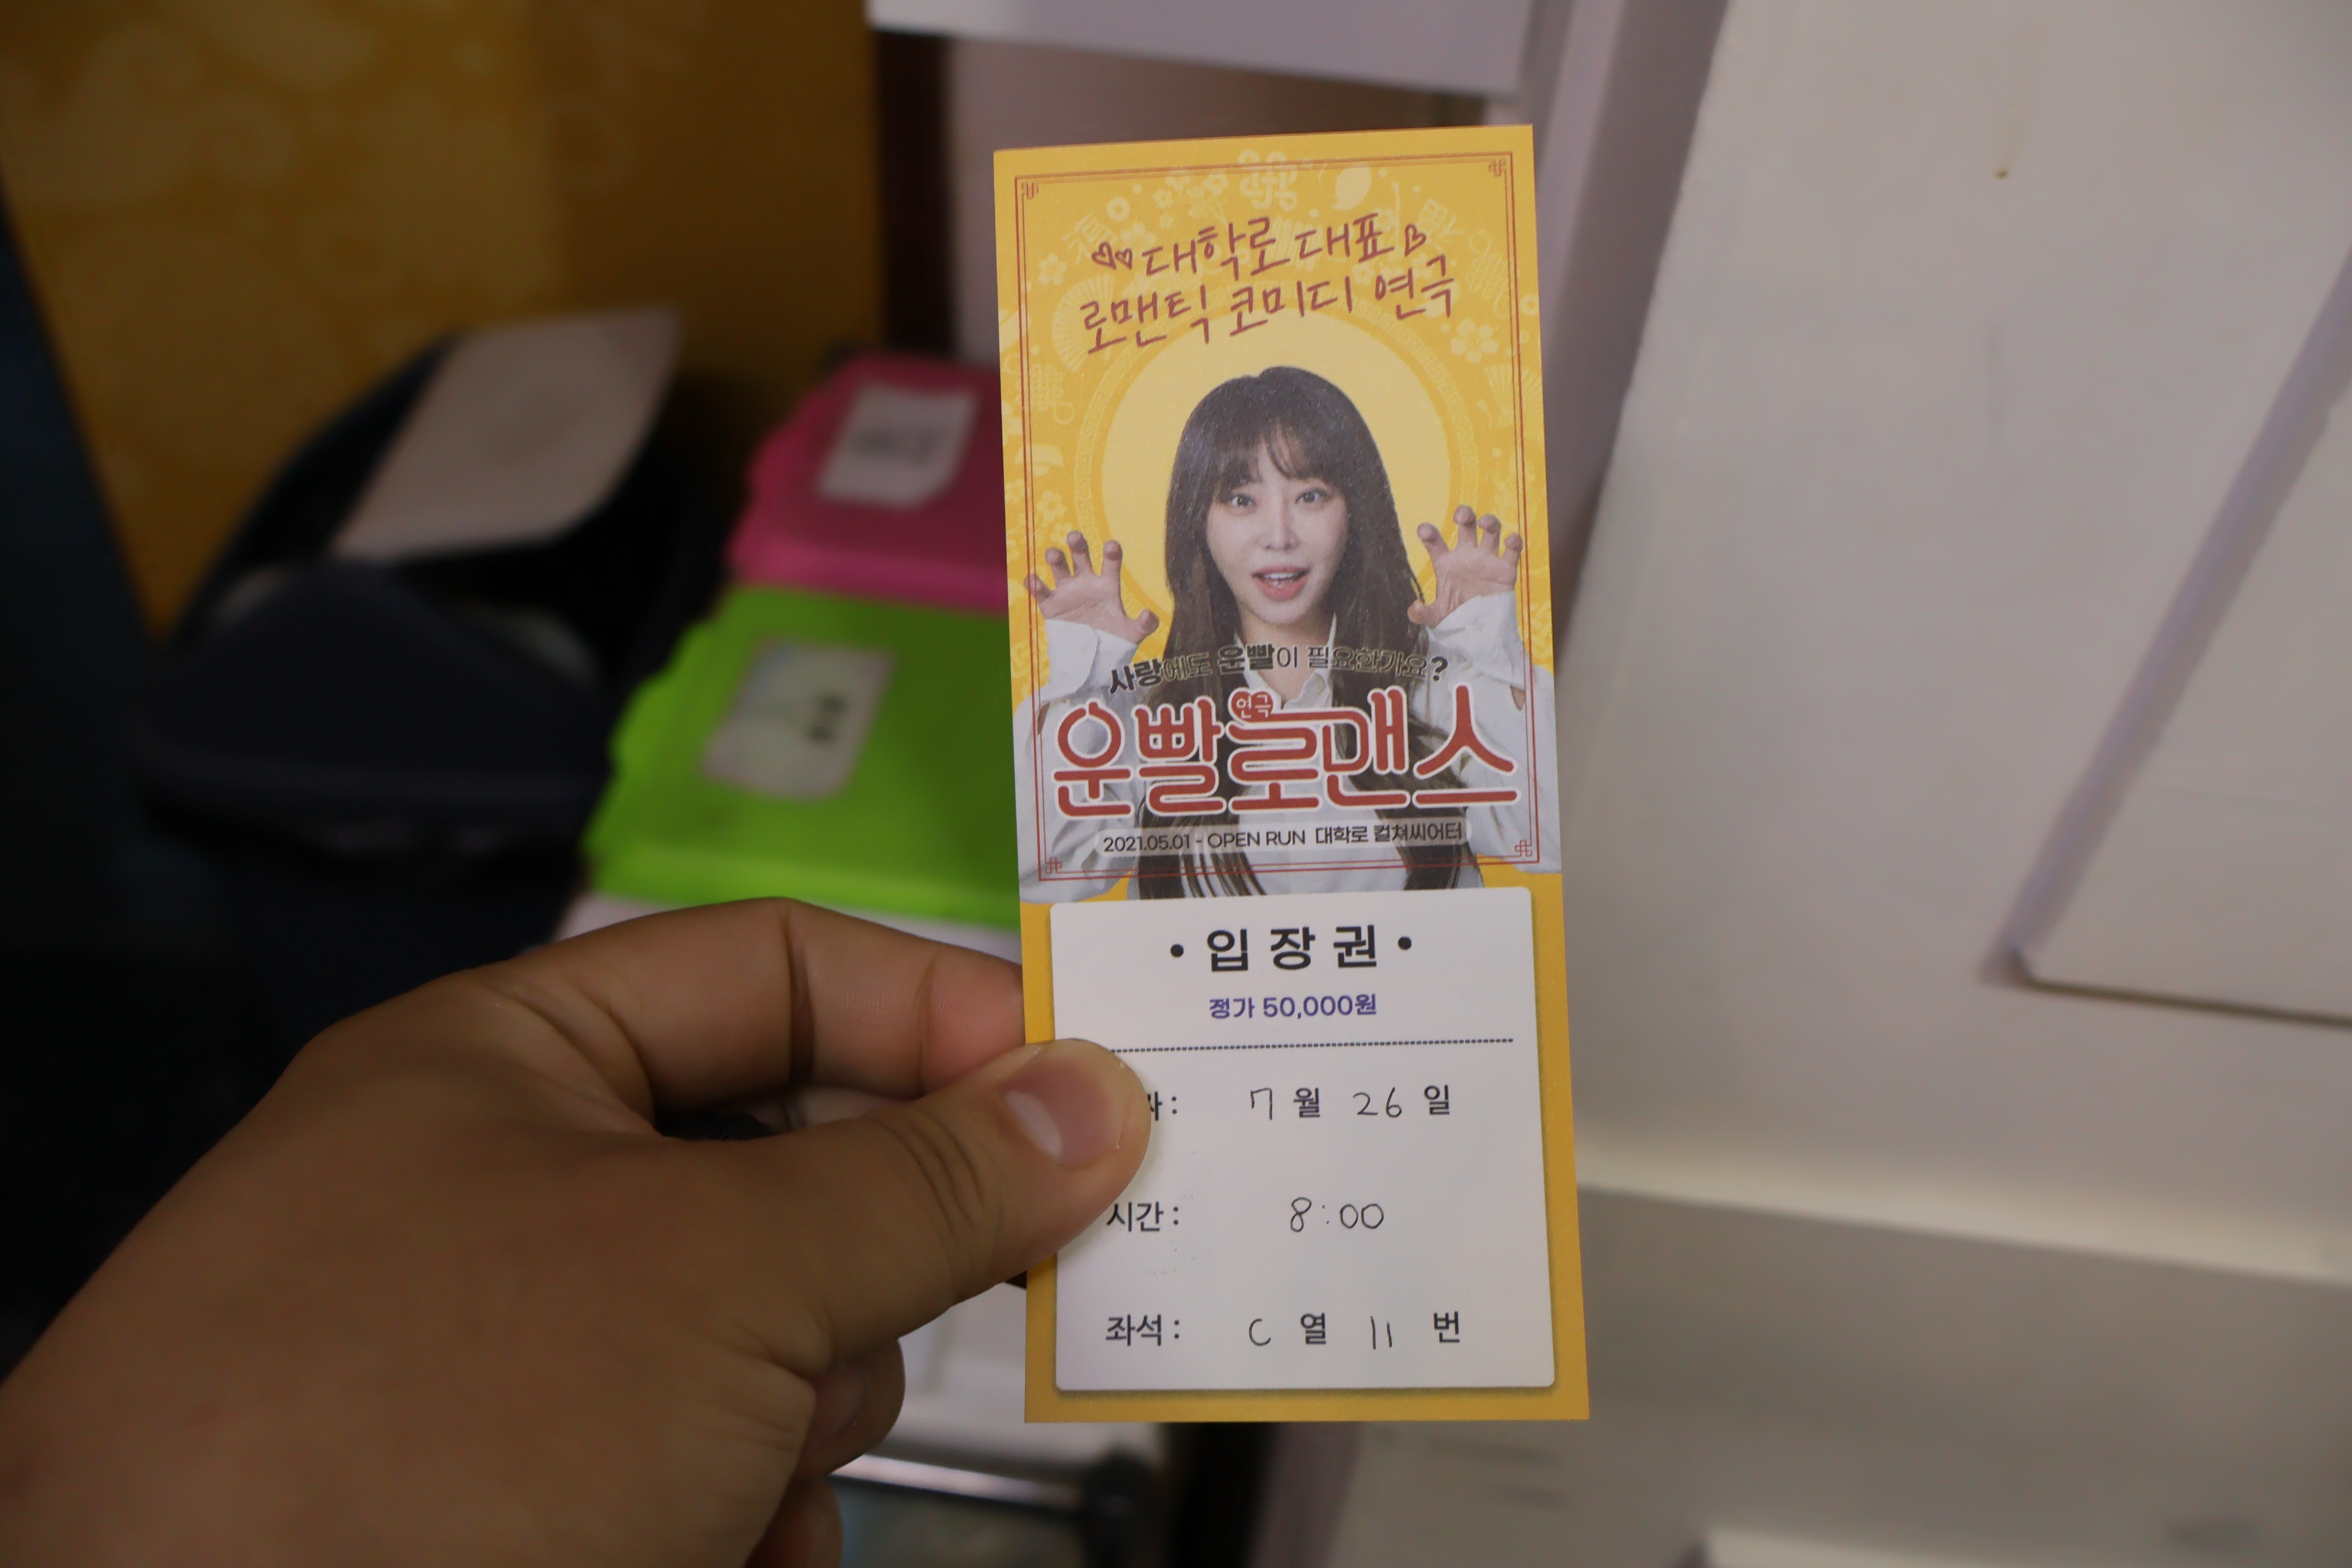 대학로 대표
로맨틱 코미디 연극
사랑에도 운빨이 필요한가요?
연극
운빨로맨스
2021.05.01 - OPEN RUN 대학로 컬쳐씨어터
• 입장권 •
정가 50,000원
7월 26일
시간 : 8:00
좌석 : C 열 11 번